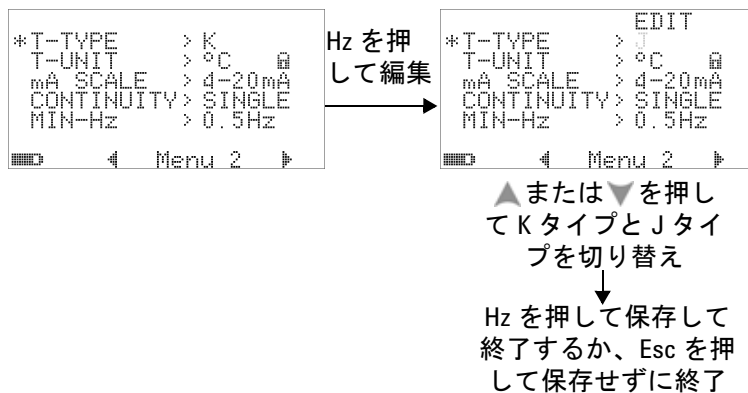 *T-TYPE > K
T-UNIT > °C
mA SCALE > 4-20mA
CONTINUITY> SINGLE
MIN-Hz > 0.5Hz
Menu 2
Hz を押
して編集
EDIT
*T-TYPE > J
T-UNIT > °C
mA SCALE > 4-20mA
CONTINUITY> SINGLE
MIN-Hz > 0.5Hz
Menu 2
▲または▼を押し
て K タイプと J タイ
プを切り替え
Hz を押して保存して
終了するか、Esc を押
して保存せずに終了